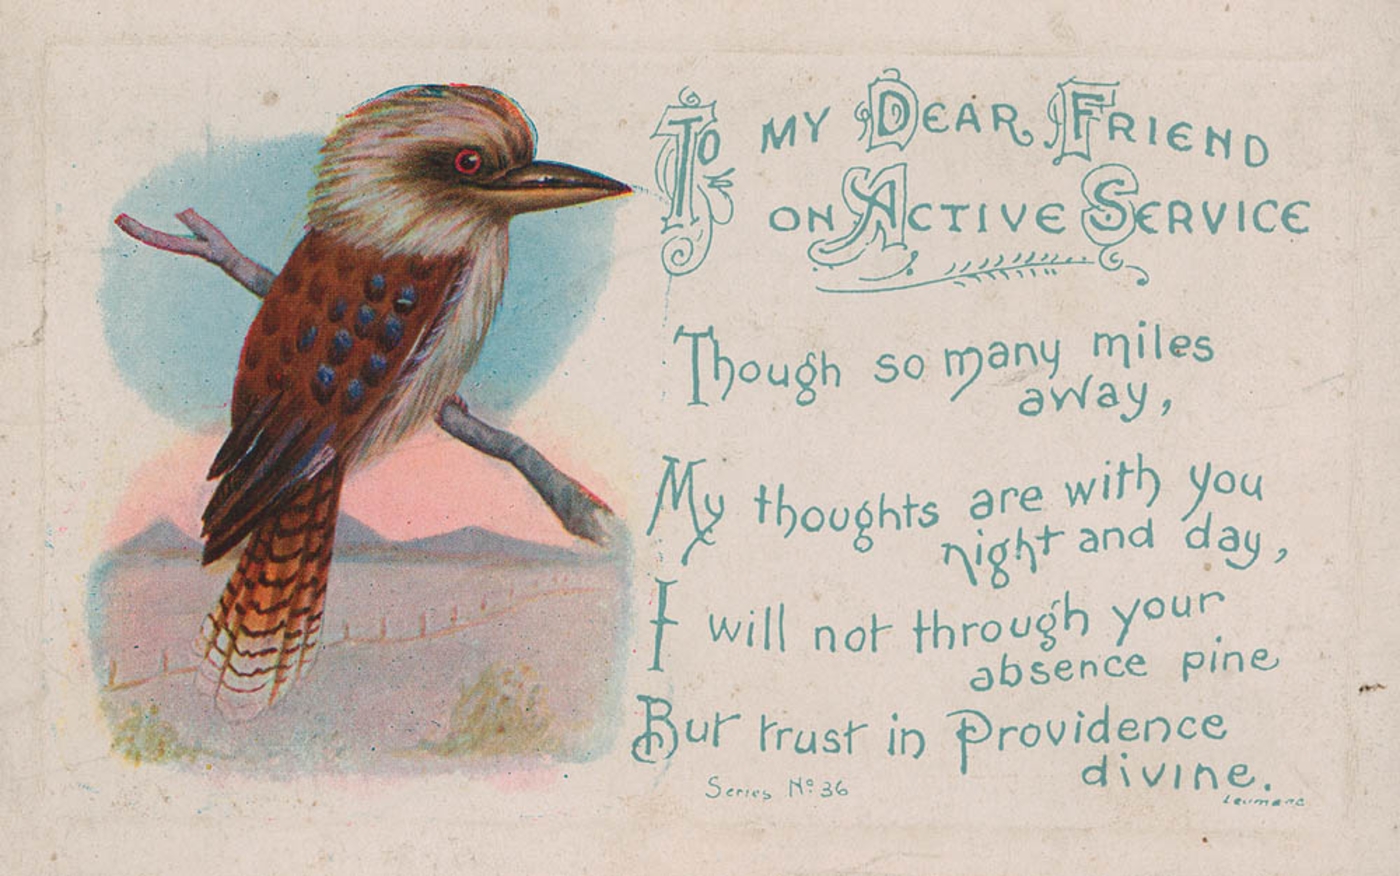 To my Dear Friend
on Active Service
Though so many miles
away,
My thoughts are with you
night and day,
I will not through your
absence pine
But trust in Providence
divine.
Series No. 36